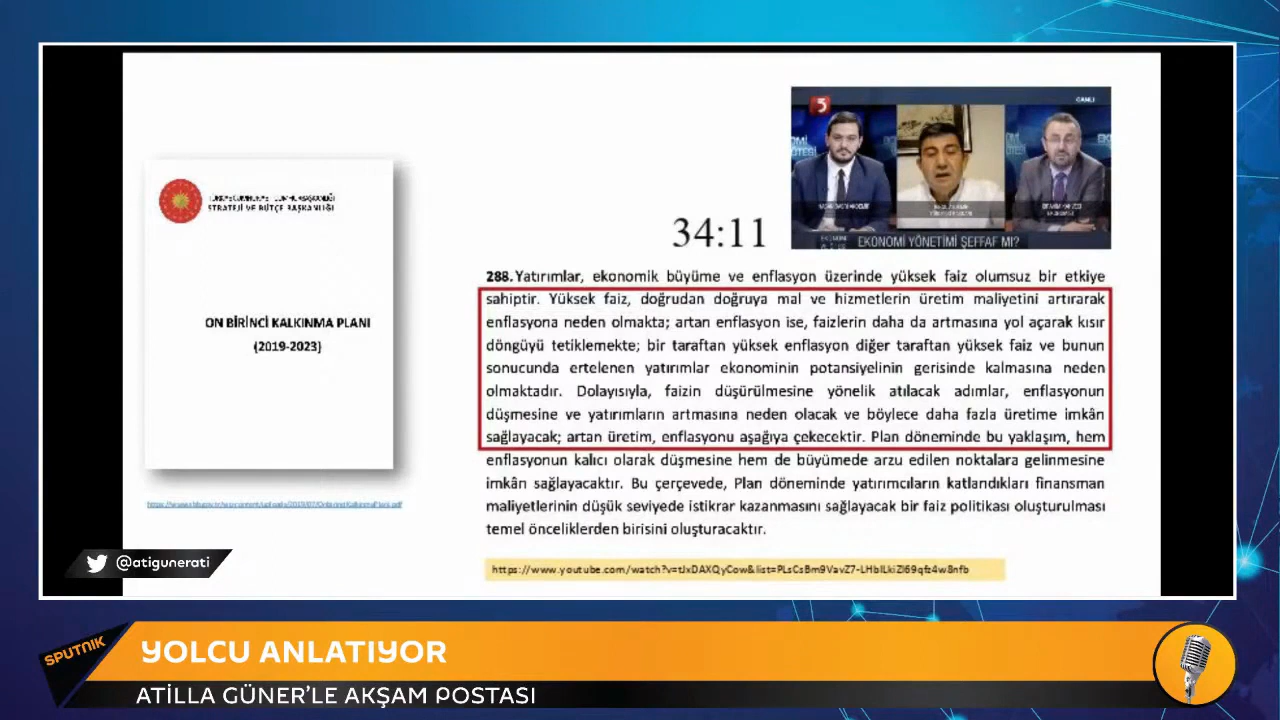 CANLI
34:11
EKONOMİ YÖNETİMİ ŞEFFAF MI?
STRATEJİ VE BÜTÇE BAŞKANLIĞI
ON BİRİNCİ KALKINMA PLANI
(2019-2023)
288. Yatırımlar, ekonomik büyüme ve enflasyon üzerinde yüksek faiz olumsuz bir etkiye
sahiptir. Yüksek faiz, doğrudan doğruya mal ve hizmetlerin üretim maliyetini artırarak
enflasyona neden olmakta; artan enflasyon ise, faizlerin daha da artmasına yol açarak kısır
döngüyü tetiklemekte; bir taraftan yüksek enflasyon diğer taraftan yüksek faiz ve bunun
sonucunda ertelenen yatırımlar ekonominin potansiyelinin gerisinde kalmasına neden
olmaktadır. Dolayısıyla, faizin düşürülmesine yönelik atılacak adımlar, enflasyonun
düşmesine ve yatırımların artmasına neden olacak ve böylece daha fazla üretime imkân
sağlayacak; artan üretim, enflasyonu aşağıya çekecektir. Plan döneminde bu yaklaşım, hem
enflasyonun kalıcı olarak düşmesine hem de büyümede arzu edilen noktalara gelinmesine
imkân sağlayacaktır. Bu çerçevede, Plan döneminde yatırımcıların katlandıkları finansman
maliyetlerinin düşük seviyede istikrar kazanmasını sağlayacak bir faiz politikası oluşturulması
temel önceliklerden birisini oluşturacaktır.
@atigunerati
SPUTNIK
YOLCU ANLATIYOR
ATİLLA GÜNER'LE AKŞAM POSTASI